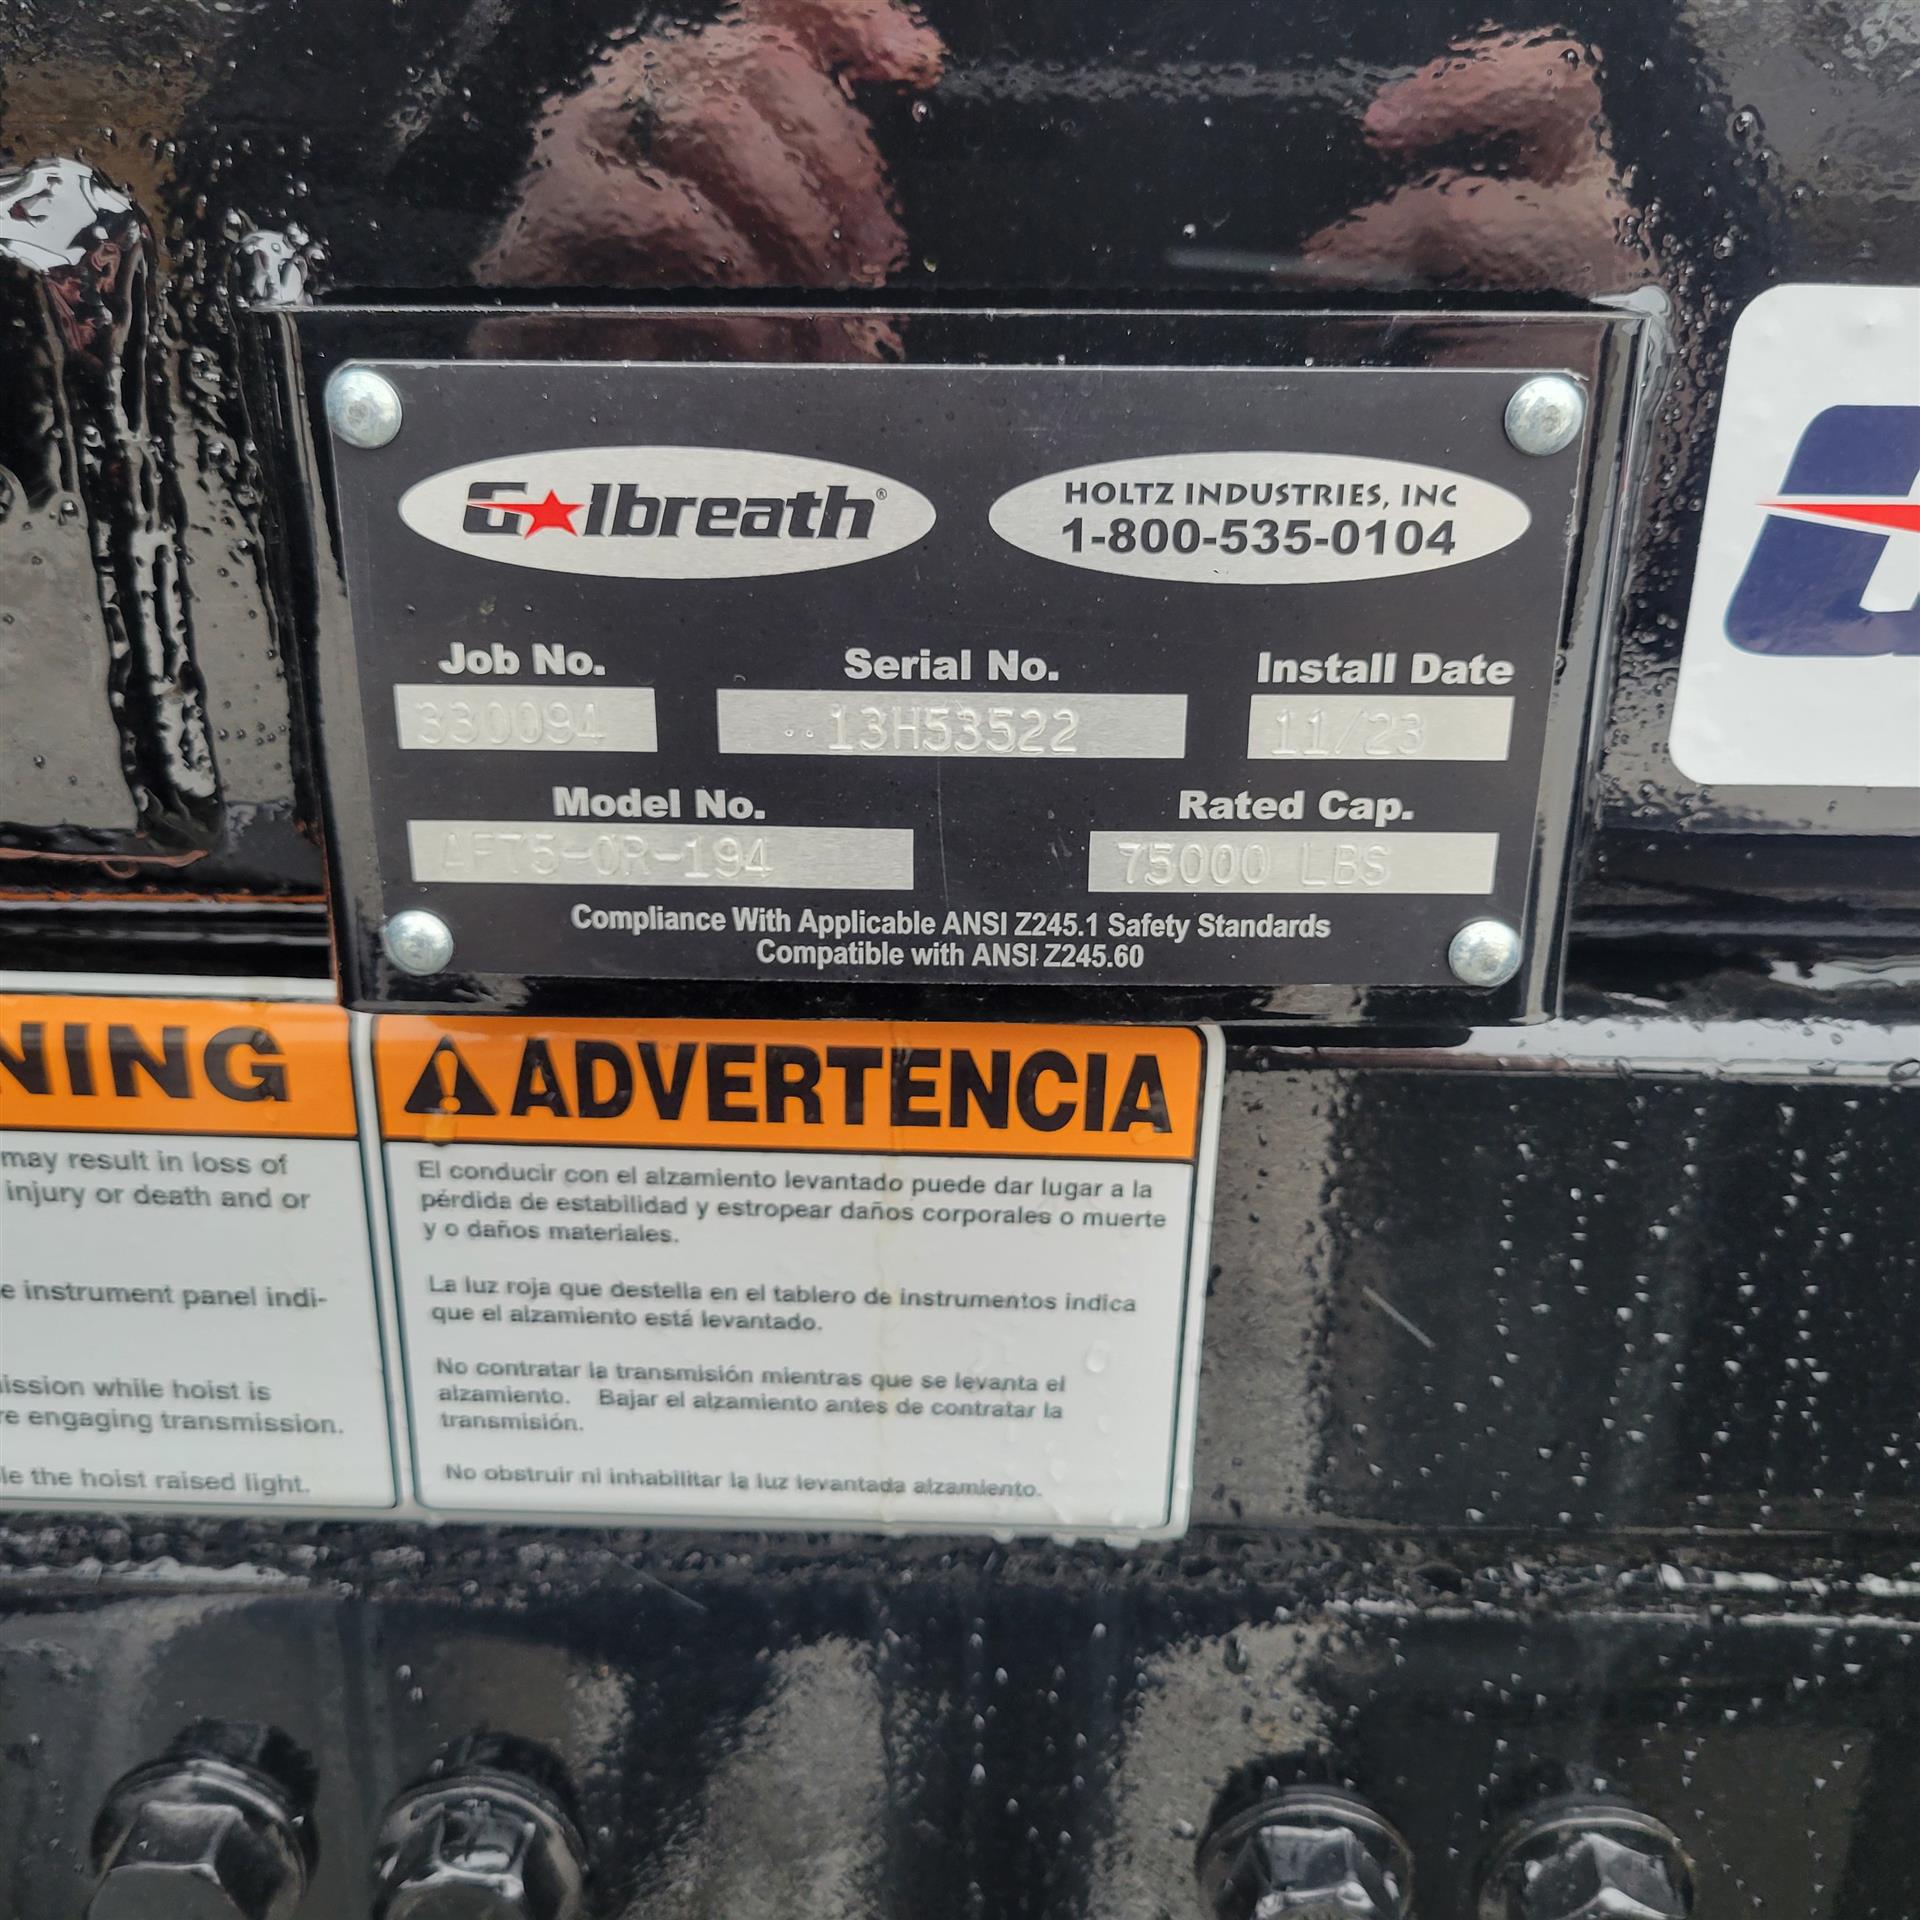 Galbreath®
HOLTZ INDUSTRIES, INC
1-800-535-0104
Job No.
330094
Serial No.
13H53522
Install Date
11/23
Model No.
AFT5-0R-194
Rated Cap.
75000 LBS
Compliance With Applicable ANSI Z245.1 Safety Standards
Compatible with ANSI Z245.60
NING
may result in loss of
injury or death and or
e instrument panel indi-
ission while hoist is
re engaging transmission.
le the hoist raised light.
ADVERTENCIA
El conducir con el alzamiento levantado puede dar lugar a la
pérdida de estabilidad y estropear daños corporales o muerte
y o daños materiales.
La luz roja que destella en el tablero de instrumentos indica
que el alzamiento está levantado.
No contratar la transmisión mientras que se levanta el
alzamiento. Bajar el alzamiento antes de contratar la
transmisión.
No obstruir ni inhabilitar la luz levantada alzamiento.